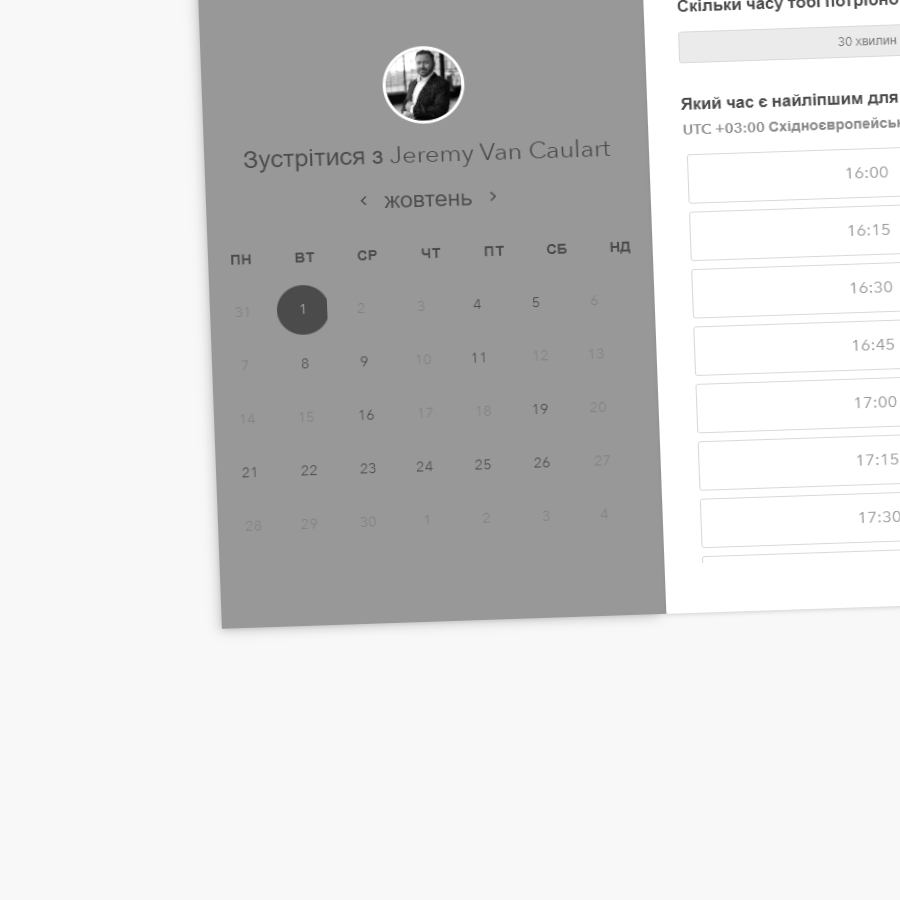 Зустрітися з Jeremy Van Caulart
‹ жовтень ›
ПН ВТ СР ЧТ ПТ СБ НД
31 1 2 3 4 5 6
7 8 9 10 11 12 13
14 15 16 17 18 19 20
21 22 23 24 25 26 27
28 29 30 1 2 3 4
Скільки часу тобі
30 хвилин
Який час є найліпшим для
UTC +03:00
16:00
16:15
16:30
16:45
17:00
17:15
17:30